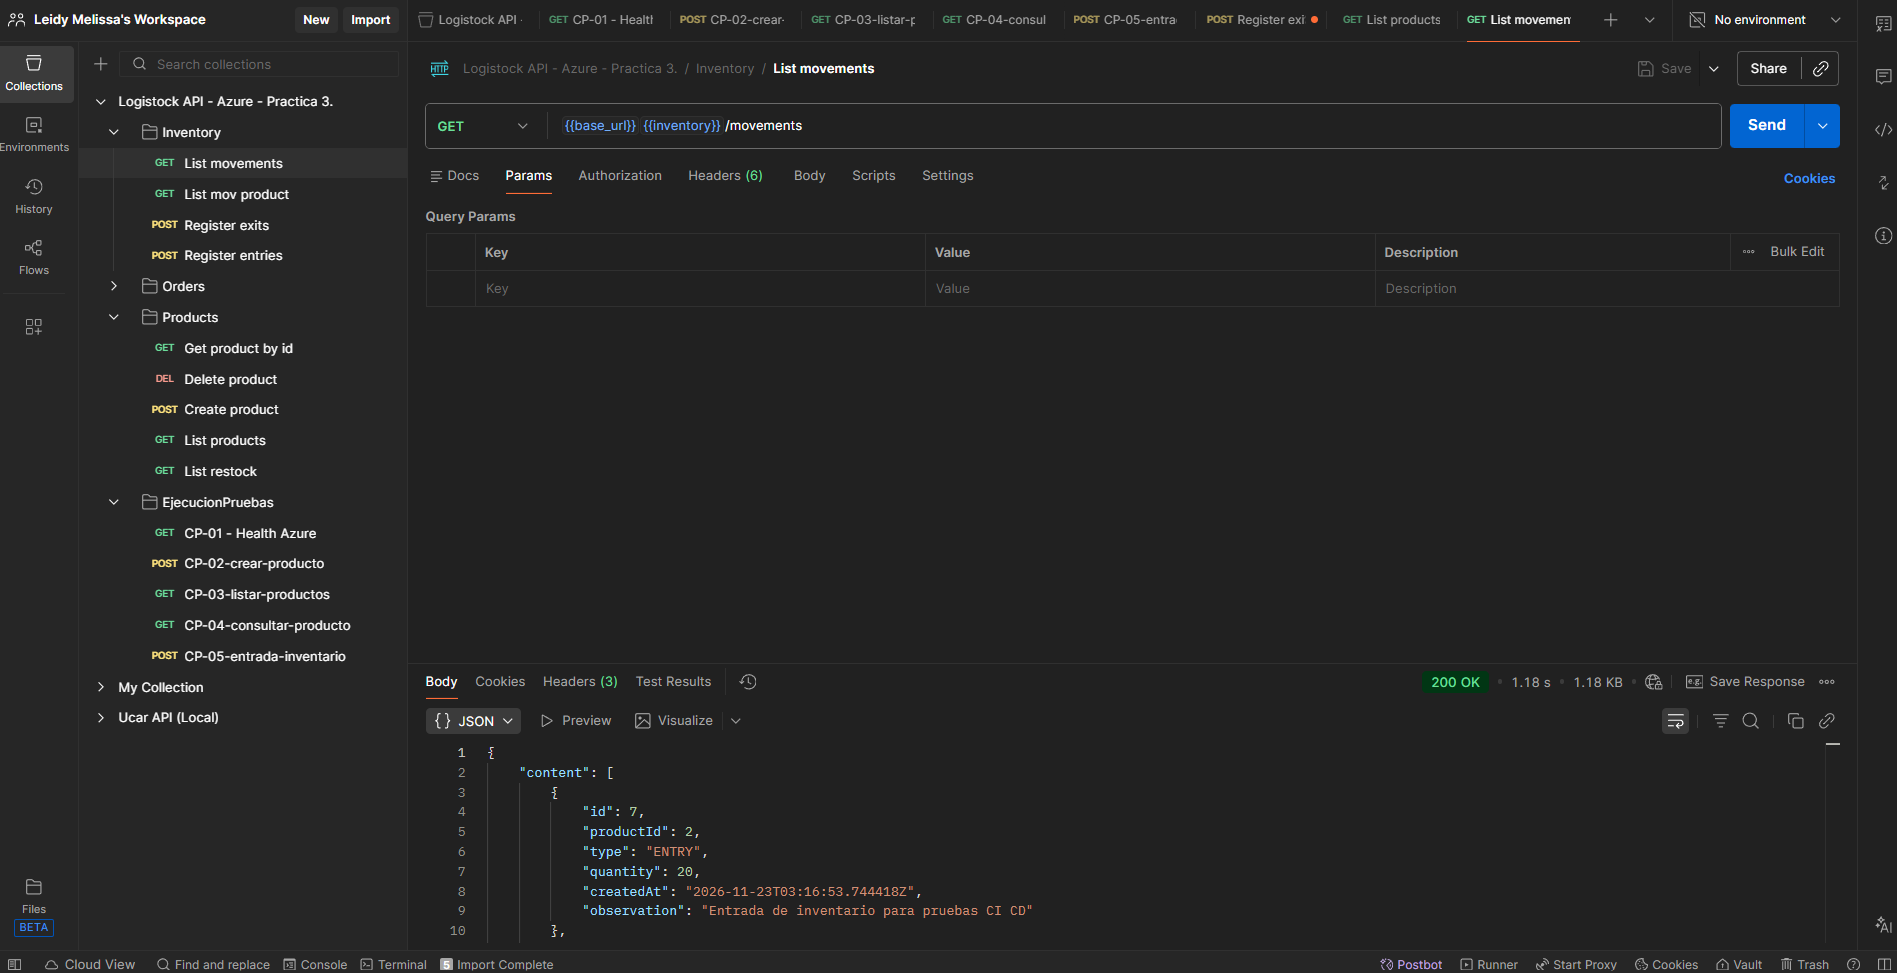 Leidy Melissa's Workspace
New
Import
Logistock API ·
GET CP-01 - Health
POST CP-02-crear-
GET CP-03-listar-p
GET CP-04-consul
POST CP-05-entra
POST Register exi
GET List products
GET List movemen
No environment
Collections
Environments
History
Flows
Files
BETA
Search collections
Logistock API - Azure - Practica 3.
Inventory
GET List movements
GET List mov product
POST Register exits
POST Register entries
Orders
Products
GET Get product by id
DEL Delete product
POST Create product
GET List products
GET List restock
EjecucionPruebas
GET CP-01 - Health Azure
POST CP-02-crear-producto
GET CP-03-listar-productos
GET CP-04-consultar-producto
POST CP-05-entrada-inventario
My Collection
Ucar API (Local)
HTTP Logistock API - Azure - Practica 3. / Inventory / List movements
Save
Share
GET {{base_url}} {{inventory}} /movements
Send
Docs Params Authorization Headers (6) Body Scripts Settings
Cookies
Query Params
Key Value Description Bulk Edit
Key Value Description
Body Cookies Headers (3) Test Results
200 OK • 1.18 s • 1.18 KB • e.g. Save Response
{} JSON Preview Visualize
1 {
2 "content": [
3 {
4 "id": 7,
5 "productId": 2,
6 "type": "ENTRY",
7 "quantity": 20,
8 "createdAt": "2026-11-23T03:16:53.744418Z",
9 "observation": "Entrada de inventario para pruebas CI CD"
10 },
Cloud View Find and replace Console Terminal 5 Import Complete
Postbot Runner Start Proxy Cookies Vault Trash
AI